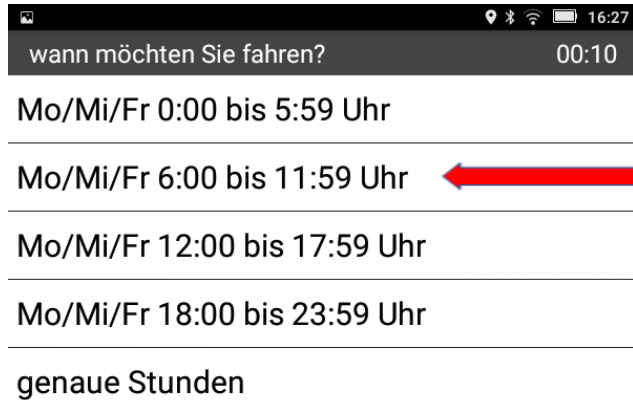 16:27
wann möchten Sie fahren? 00:10
Mo/Mi/Fr 0:00 bis 5:59 Uhr
Mo/Mi/Fr 6:00 bis 11:59 Uhr
Mo/Mi/Fr 12:00 bis 17:59 Uhr
Mo/Mi/Fr 18:00 bis 23:59 Uhr
genaue Stunden